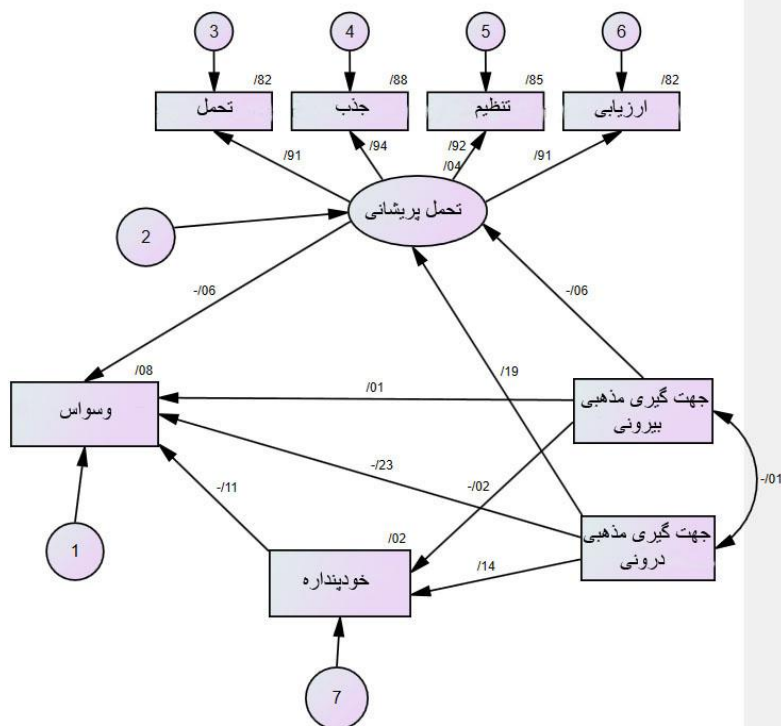 3
4
5
6
/82
/88
/85
/82
تحمل
جذب
تنظیم
ارزیابی
/91
/94
/92
/91
/04
تحمل پریشانی
2
-/06
-/06
/08
/19
/01
وسواس
جهت گیری مذهبی
بیرونی
-/23
-/02
-/01
-/11
/02
جهت گیری مذهبی
درونی
1
/14
خودپنداره
7